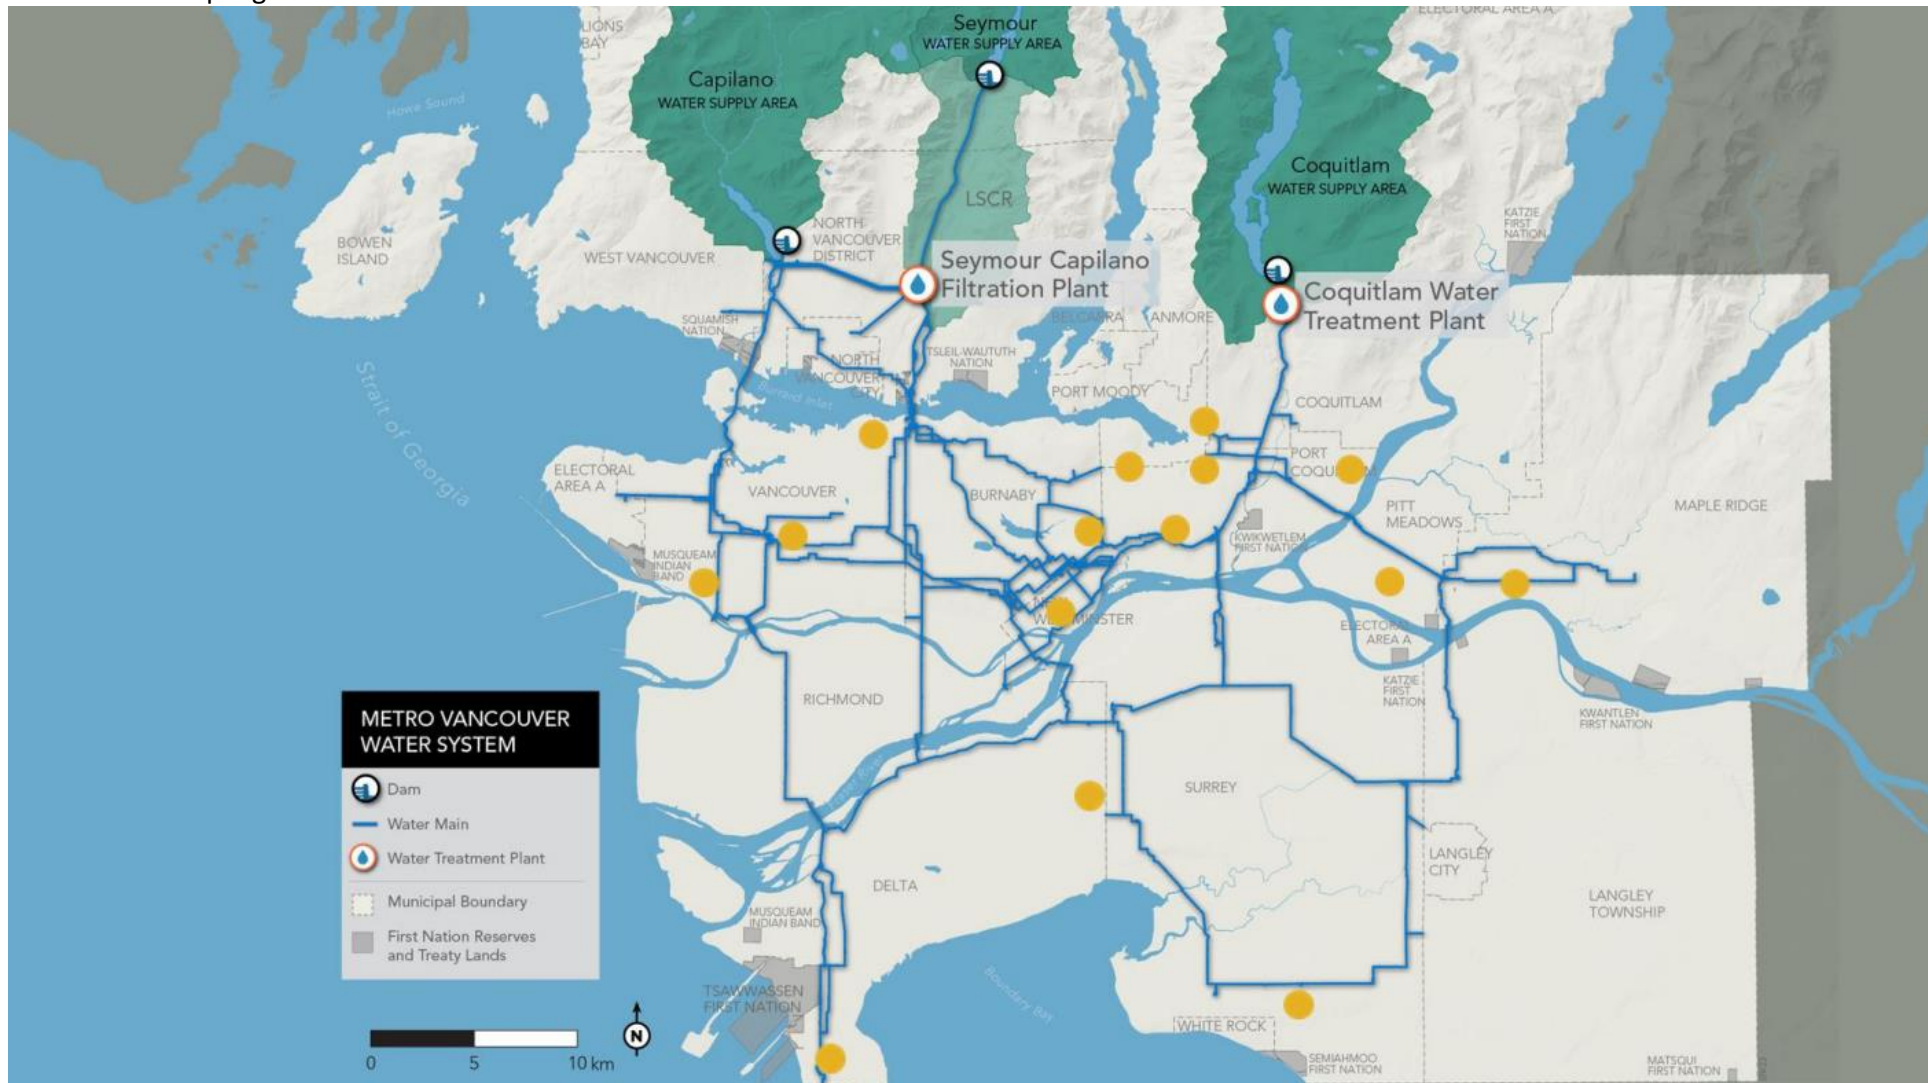 LIONS
BAY
ELECTORAL AREA A
Seymour
WATER SUPPLY AREA
Capilano
WATER SUPPLY AREA
Howe Sound
Coquitlam
WATER SUPPLY AREA
LSCR
KATZIE
FIRST
NATION
NORTH
VANCOUVER
DISTRICT
BOWEN
ISLAND
WEST VANCOUVER
Seymour Capilano
Filtration Plant
Coquitlam Water
Treatment Plant
BELCARRA
ANMORE
SQUAMISH
NATION
NORTH
VANCOUVER
CITY
TSLEIL-WAUTUTH
NATION
Burrard Inlet
PORT MOODY
COQUITLAM
Strait of Georgia
PORT
ELECTORAL
AREA A
VANCOUVER
BURNABY
PITT
MEADOWS
MAPLE RIDGE
MUSQUEAM
INDIAN
BAND
KWIKWETLEM
FIRST NATION
ELECTORAL
AREA A
KATZIE
FIRST
NATION
RICHMOND
KWANTLEN
FIRST NATION
Fraser River
SURREY
METRO VANCOUVER
WATER SYSTEM
Dam
Water Main
Water Treatment Plant
Municipal Boundary
First Nation Reserves
and Treaty Lands
LANGLEY
CITY
DELTA
LANGLEY
TOWNSHIP
MUSQUEAM
INDIAN BAND
TSAWWASSEN
FIRST NATION
Boundary Bay
N
0 5 10 km
WHITE ROCK
SEMIAHMOO
FIRST NATION
MATSQUI
FIRST NATION